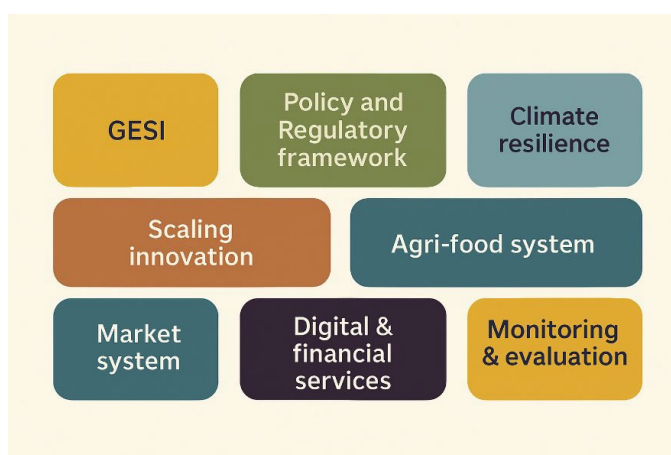 GESI
Policy and
Regulatory
framework
Climate
resilience
Scaling
innovation
Agri-food system
Market
system
Digital &
financial
services
Monitoring
& evaluation